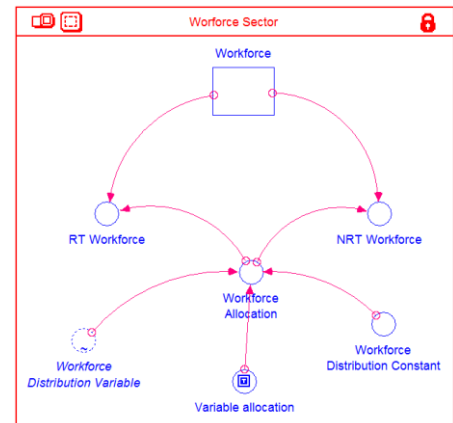 Worforce Sector
Workforce
RT Workforce
NRT Workforce
Workforce
Allocation
~
Workforce
Distribution Variable
Workforce
Distribution Constant
T
Variable allocation